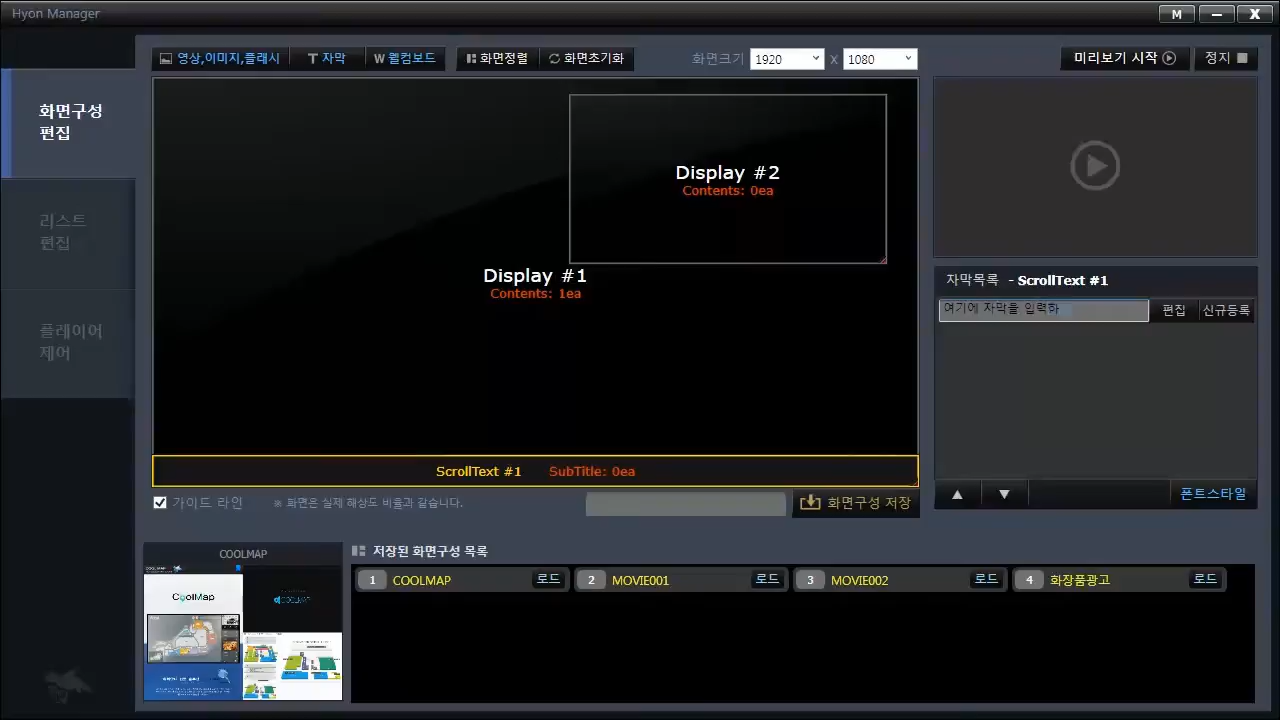 Hyon Manager
M
X
영상,이미지,플래시
T 자막
W 웰컴보드
화면정렬
화면초기화
화면크기
1920
X
1080
미리보기 시작
정지
화면구성
편집
리스트
편집
플레이어
제어
Display #2
Contents: 0ea
Display #1
Contents: 1ea
ScrollText #1
SubTitle: 0ea
자막목록
- ScrollText #1
여기에 자막을 입력하
편집
신규등록
▲
▼
폰트스타일
가이드 라인
※ 화면은 실제 해상도 비율과 같습니다.
화면구성 저장
COOLMAP
CoolMap
COOLMAP
저장된 화면구성 목록
1
COOLMAP
로드
2
MOVIE001
로드
3
MOVIE002
로드
4
화장품광고
로드